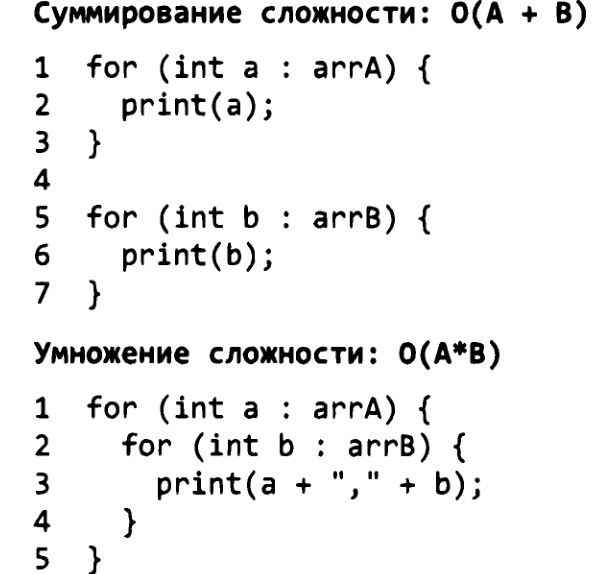 Суммирование сложности: O(A + B)
1 for (int a : arrA) {
2   print(a);
3 }
4
5 for (int b : arrB) {
6   print(b);
7 }
Умножение сложности: O(A*B)
1 for (int a : arrA) {
2   for (int b : arrB) {
3     print(a + "," + b);
4   }
5 }